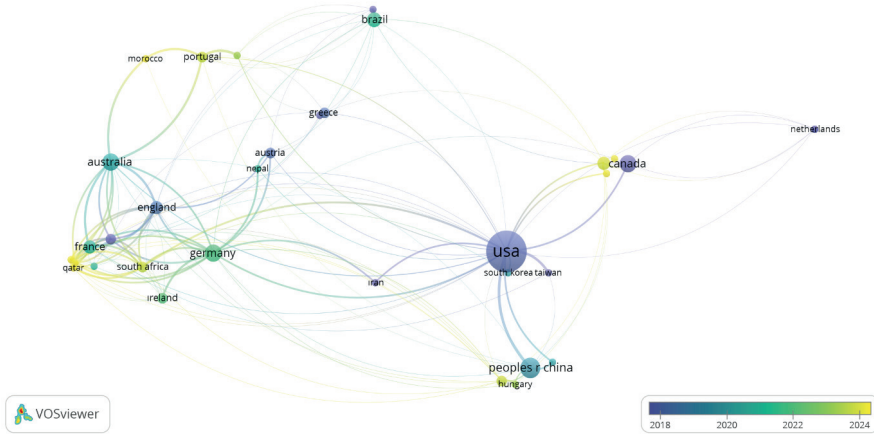 brazil
morocco
portugal
greece
netherlands
austria
australia
canada
nepal
england
france
germany
usa
qatar
south africa
south korea
taiwan
iran
ireland
peoples r china
hungary
VOSviewer
2018
2020
2022
2024